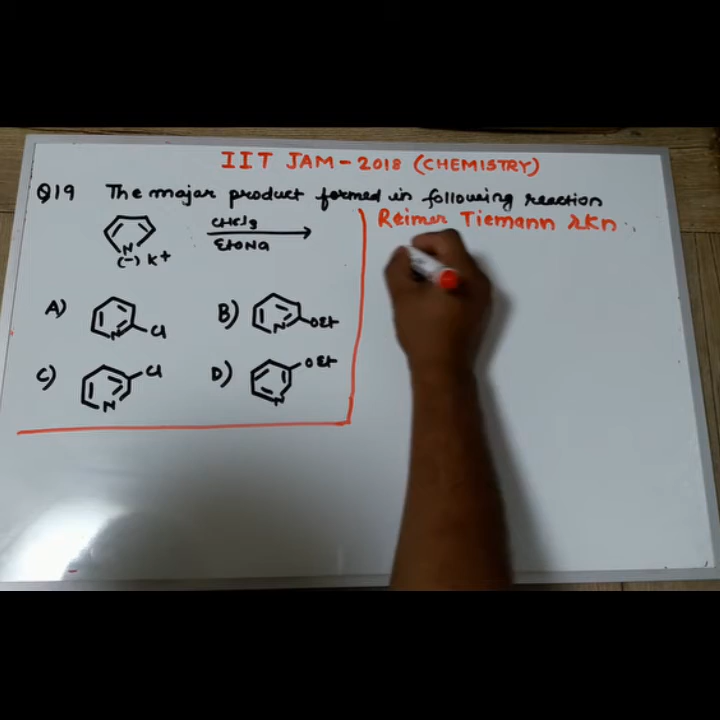 IIT JAM-2018 (CHEMISTRY)
Q19 The major product formed in following reaction
Reimer Tiemann rxn.
CHCl3
EtONa
N
(-) K+
A) N Cl
B) N OEt
C) N Cl
D) N OEt